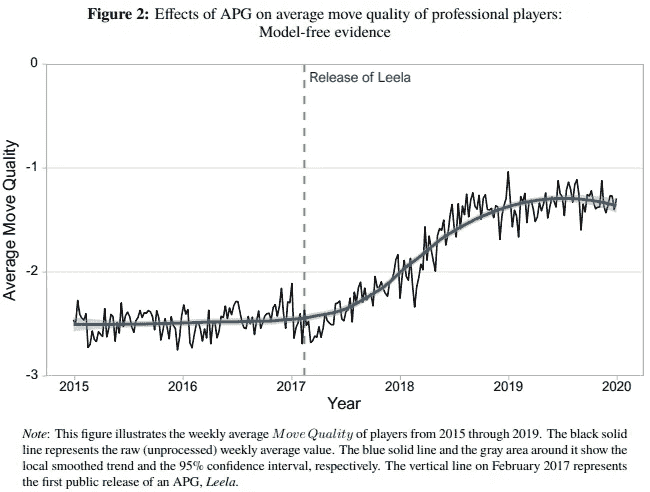 Figure 2: Effects of APG on average move quality of professional players:
Model-free evidence
0
Release of Leela
-1
Average Move Quality
-2
-3
2015 2016 2017 2018 2019 2020
Year
Note: This figure illustrates the weekly average MoveQuality of players from 2015 through 2019. The black solid
line represents the raw (unprocessed) weekly average value. The blue solid line and the gray area around it show the
local smoothed trend and the 95% confidence interval, respectively. The vertical line on February 2017 represents
the first public release of an APG, Leela.